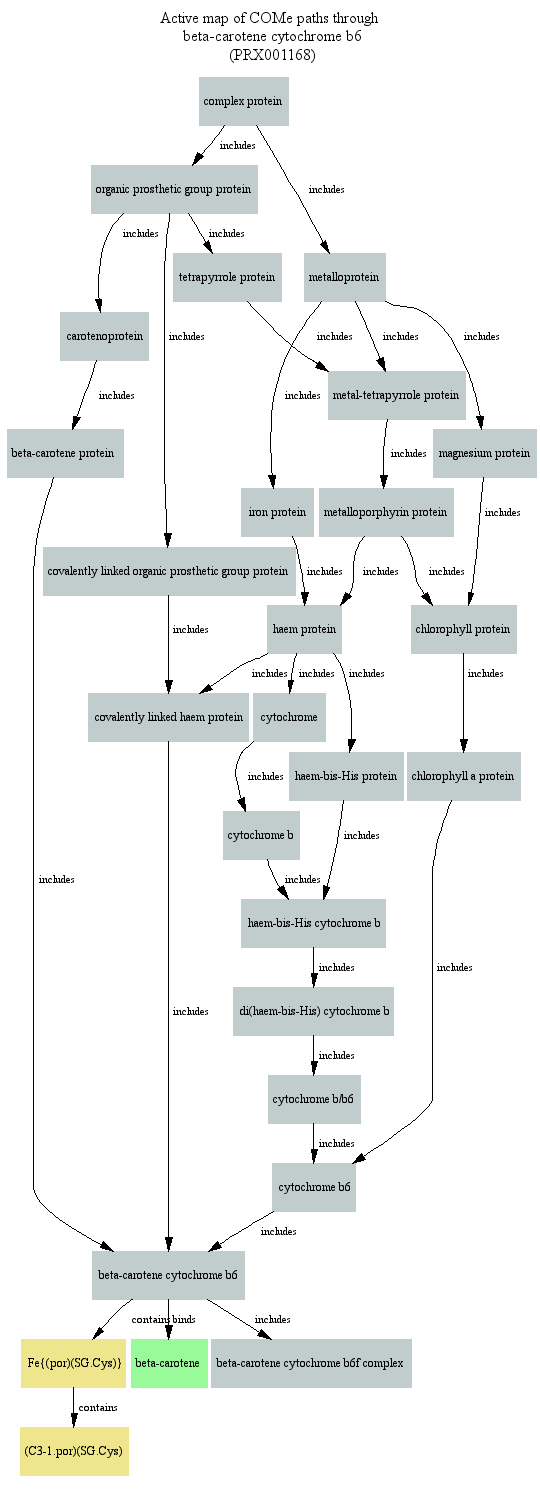 Active map of COMe paths through
beta-carotene cytochrome b6
(PRX001168)
complex protein
includes
includes
organic prosthetic group protein
includes
includes
tetrapyrrole protein
metalloprotein
carotenoprotein
includes
includes
includes
includes
includes
includes
metal-tetrapyrrole protein
beta-carotene protein
includes
magnesium protein
iron protein
metalloporphyrin protein
includes
covalently linked organic prosthetic group protein
includes
includes
includes
includes
haem protein
chlorophyll protein
includes
includes
includes
includes
covalently linked haem protein
cytochrome
includes
haem-bis-His protein
chlorophyll a protein
cytochrome b
includes
includes
includes
haem-bis-His cytochrome b
includes
includes
includes
di(haem-bis-His) cytochrome b
includes
cytochrome b/b6
includes
cytochrome b6
includes
beta-carotene cytochrome b6
contains
binds
includes
Fe{(por)(SG.Cys)}
beta-carotene
beta-carotene cytochrome b6f complex
contains
(C3-1.por)(SG.Cys)